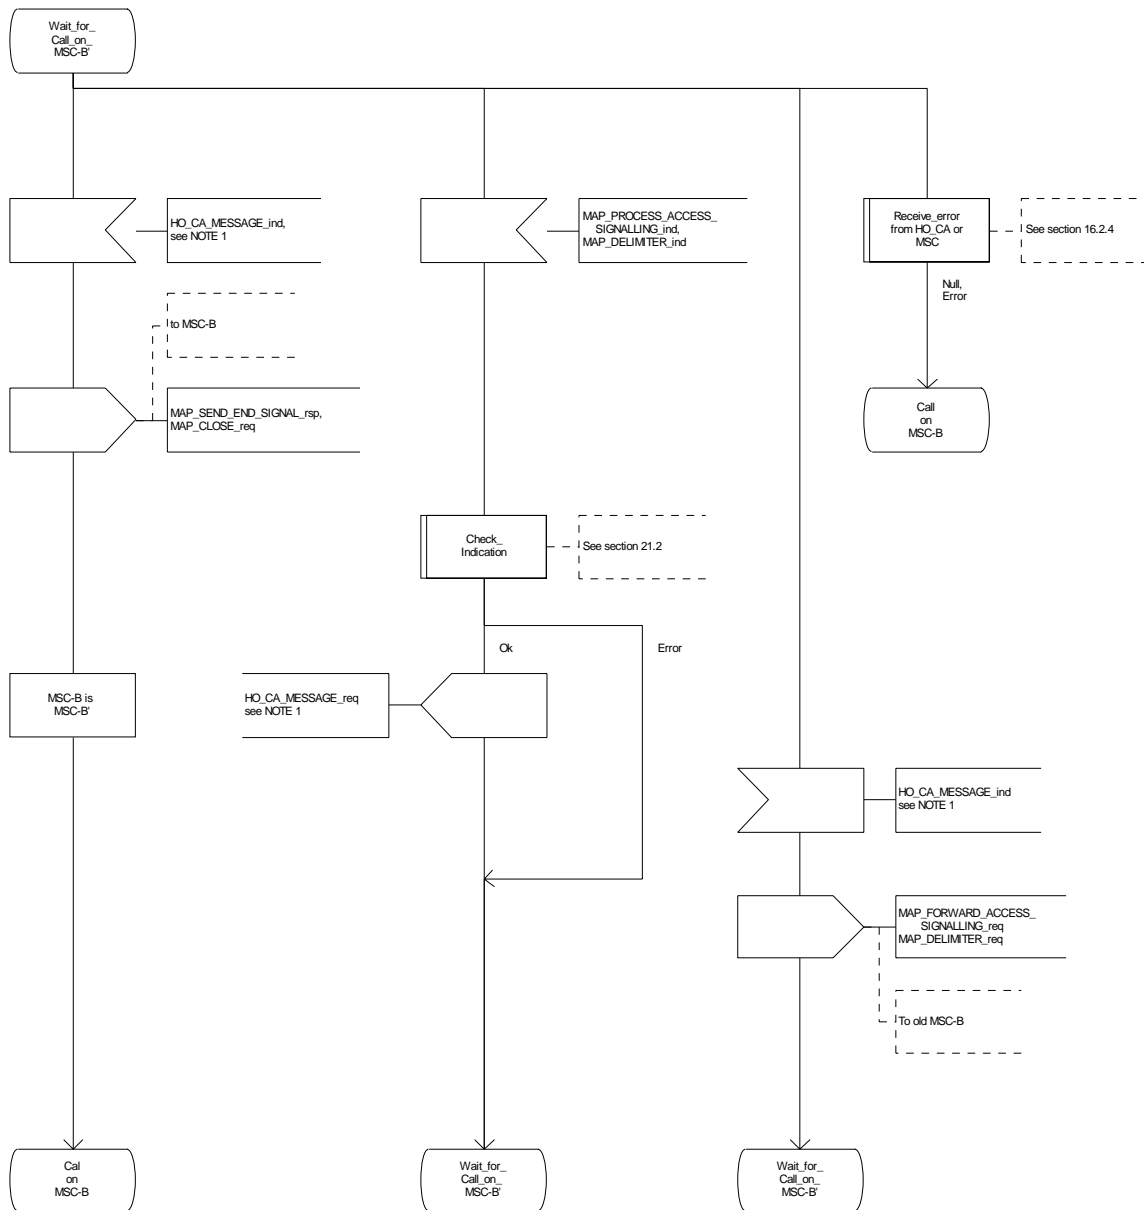 Wait_for_
Call_on_
MSC-B'
HO_CA_MESSAGE_ind,
see NOTE 1
MAP_PROCESS_ACCESS_
SIGNALLING_ind,
MAP_DELIMITER_ind
Receive_error
from HO_CA or
MSC
See section 16.2.4
Null,
Error
to MSC-B
MAP_SEND_END_SIGNAL_rsp,
MAP_CLOSE_req
Call
on
MSC-B
Check_
Indication
See section 21.2
Ok
Error
MSC-B is
MSC-B'
HO_CA_MESSAGE_req
see NOTE 1
HO_CA_MESSAGE_ind
see NOTE 1
MAP_FORWARD_ACCESS_
SIGNALLING_req
MAP_DELIMITER_req
To old MSC-B
Cal
on
MSC-B
Wait_for_
Call_on_
MSC-B'
Wait_for_
Call_on_
MSC-B'